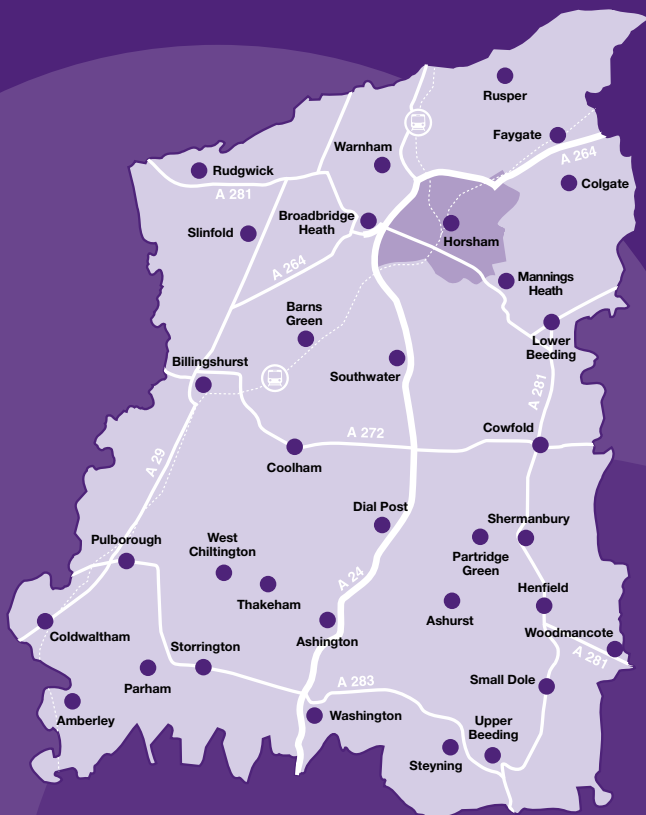 Rusper
Faygate
A 264
Warnham
Rudgwick
A 281
Colgate
Broadbridge
Heath
Slinfold
Horsham
A 264
Mannings
Heath
Barns
Green
Lower
Beeding
Billingshurst
Southwater
A 281
Cowfold
A 272
A 29
Coolham
Dial Post
Shermanbury
Pulborough
West
Chiltington
Partridge
Green
A 24
Thakeham
Henfield
Ashurst
Woodmancote
Coldwaltham
Ashington
A 281
Storrington
Small Dole
Parham
A 283
Amberley
Washington
Upper
Beeding
Steyning